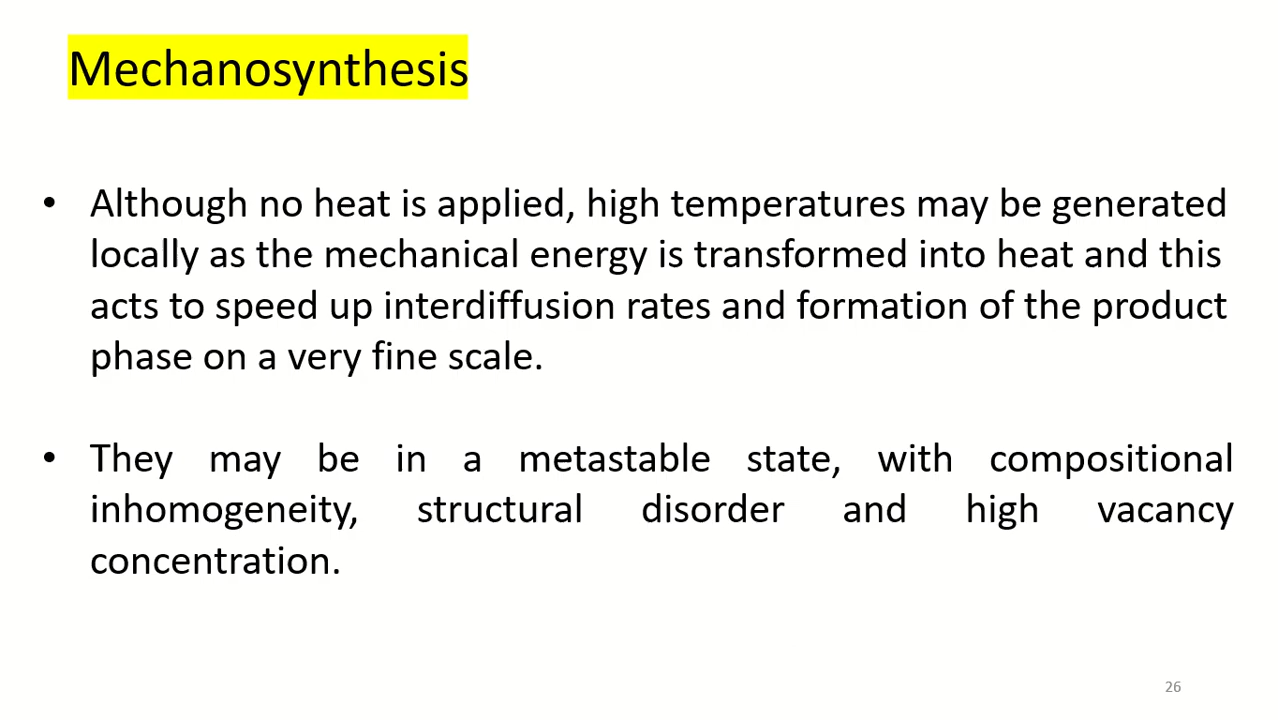 Mechanosynthesis
• Although no heat is applied, high temperatures may be generated
locally as the mechanical energy is transformed into heat and this
acts to speed up interdiffusion rates and formation of the product
phase on a very fine scale.
• They may be in a metastable state, with compositional
inhomogeneity, structural disorder and high vacancy
concentration.
26